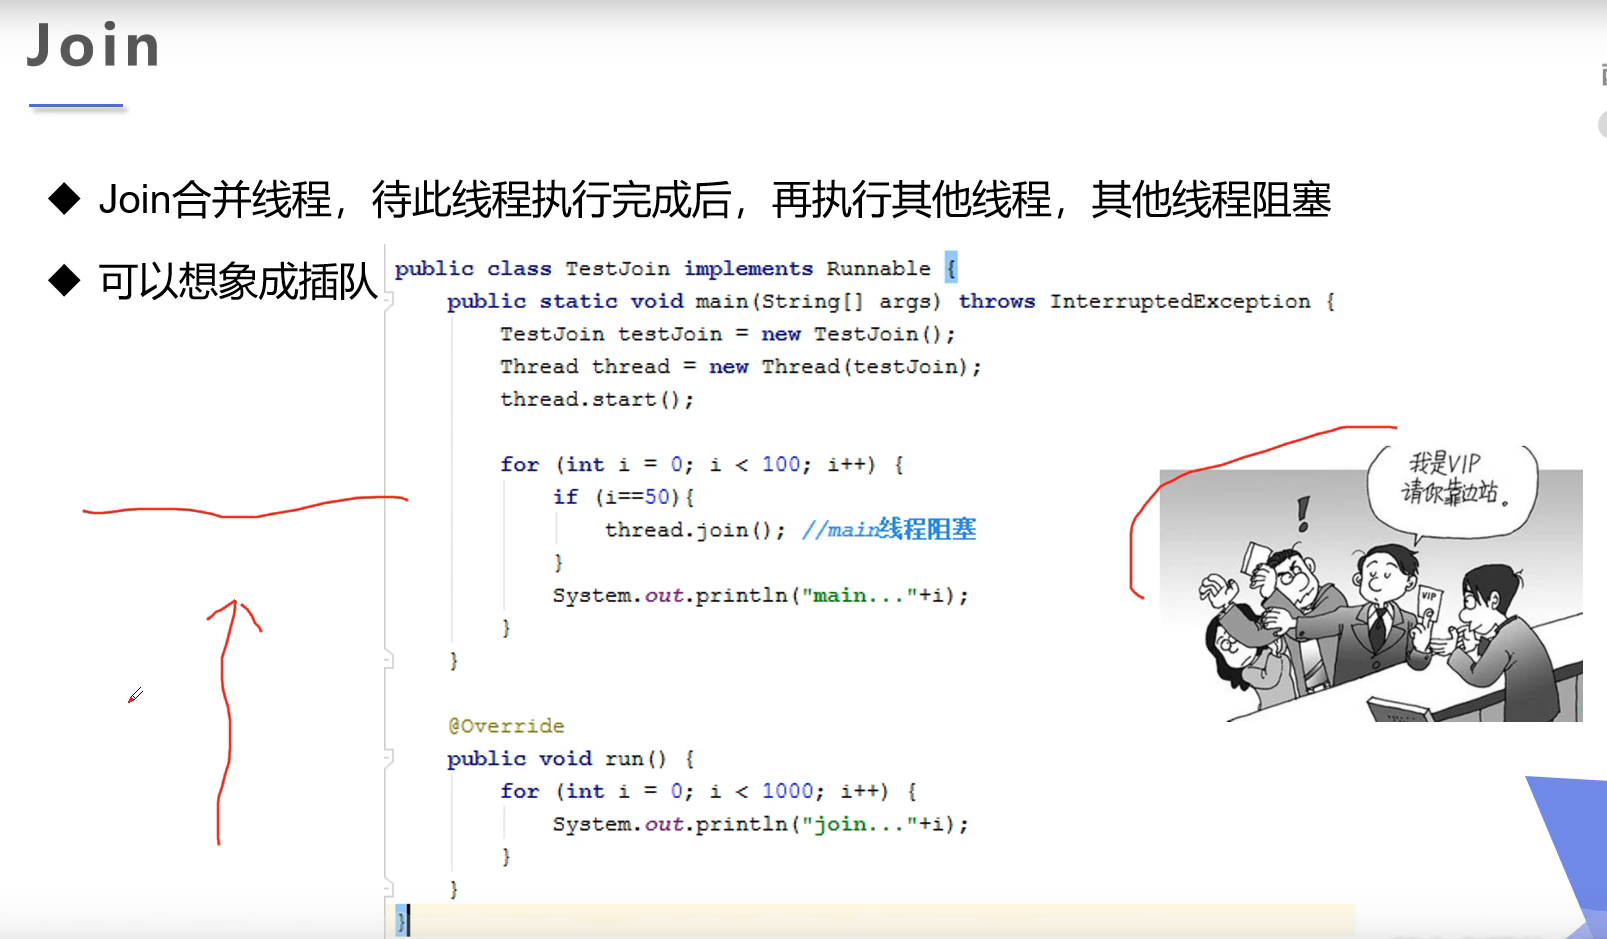 Join
◆ Join合并线程，待此线程执行完成后，再执行其他线程，其他线程阻塞
◆ 可以想象成插队
public class TestJoin implements Runnable {
public static void main(String[] args) throws InterruptedException {
TestJoin testJoin = new TestJoin();
Thread thread = new Thread(testJoin);
thread.start();
for (int i = 0; i < 100; i++) {
if (i==50){
thread.join(); //main线程阻塞
}
System.out.println("main..."+i);
}
}
@Override
public void run() {
for (int i = 0; i < 1000; i++) {
System.out.println("join..."+i);
}
}
}
我是VIP
请你靠边站。
!
VIP